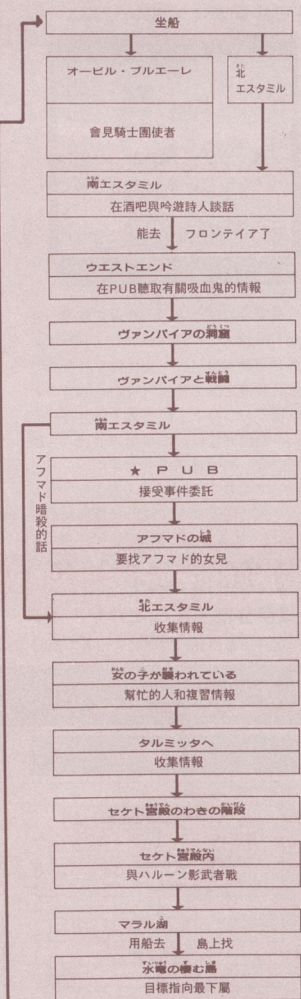 坐船
オービル・ブルエーレ
會見騎士團使者
北エスタミル
南エスタミル
在酒吧與吟遊詩人談話
能去 フロンテイア了
ウエストエンド
在PUB聽取有關吸血鬼的情報
ヴァンパイアの洞窟
ヴァンパイアと戦闘
南エスタミル
アフマド暗殺的話
★ PUB
接受事件委託
アフマドの城
要找アフマド的女兒
北エスタミル
收集情報
女の子が襲われている
幫忙的人和複習情報
タルミッタへ
收集情報
セケト宮殿のわきの階段
セケト宮殿内
與ハルーン影武者戰
マラル湖
用船去 島上找
水竜の棲む島
目標指向最下屬